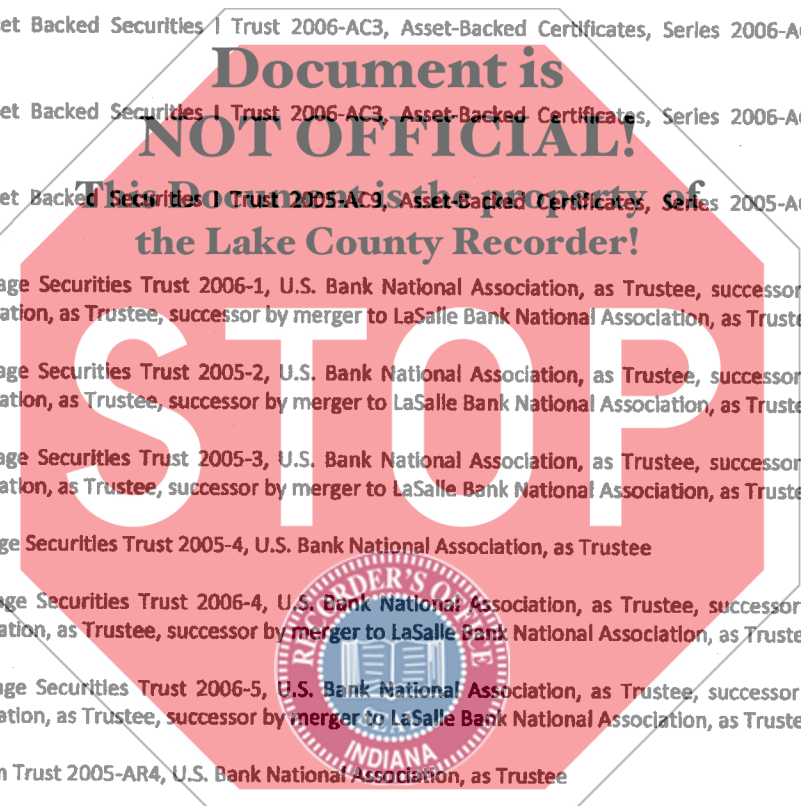 et Backed Securities I Trust 2006-AC3, Asset-Backed Certificates, Series 2006-A
Document is
et Backed Securities I Trust 2006-AC3, Asset-Backed Certificates, Series 2006-A
NOT OFFICIAL!
This Document is the property of
et Backed Securities I Trust 2005-AC9, Asset-Backed Certificates, Series 2005-A
the Lake County Recorder!
age Securities Trust 2006-1, U.S. Bank National Association, as Trustee, successor
ation, as Trustee, successor by merger to LaSalle Bank National Association, as Truste
STOP
age Securities Trust 2005-2, U.S. Bank National Association, as Trustee, successor
ation, as Trustee, successor by merger to LaSalle Bank National Association, as Truste
age Securities Trust 2005-3, U.S. Bank National Association, as Trustee, successor
ation, as Trustee, successor by merger to LaSalle Bank National Association, as Truste
ge Securities Trust 2005-4, U.S. Bank National Association, as Trustee
RECORDER'S OFFICE
age Securities Trust 2006-4, U.S. Bank National Association, as Trustee, successor
ation, as Trustee, successor by merger to LaSalle Bank National Association, as Truste
age Securities Trust 2006-5, U.S. Bank National Association, as Trustee, successor
ation, as Trustee, successor by merger to LaSalle Bank National Association, as Truste
INDIANA
n Trust 2005-AR4, U.S. Bank National Association, as Trustee